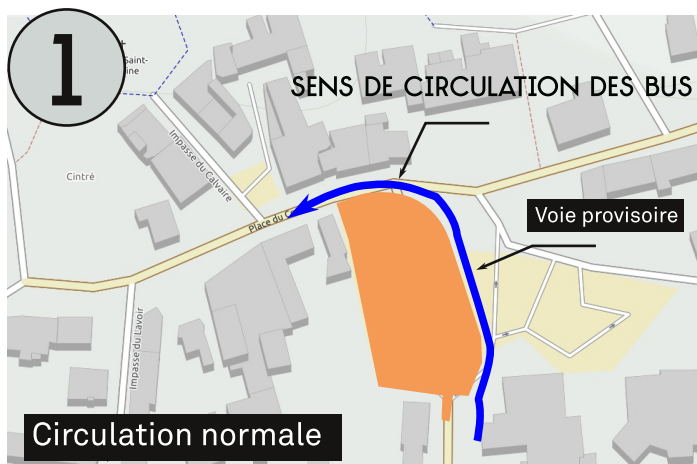 1
Saint-
ine
SENS DE CIRCULATION DES BUS
Impasse du Calvaire
Cintré
Place du C
Voie provisoire
Impasse du Lavoir
Circulation normale